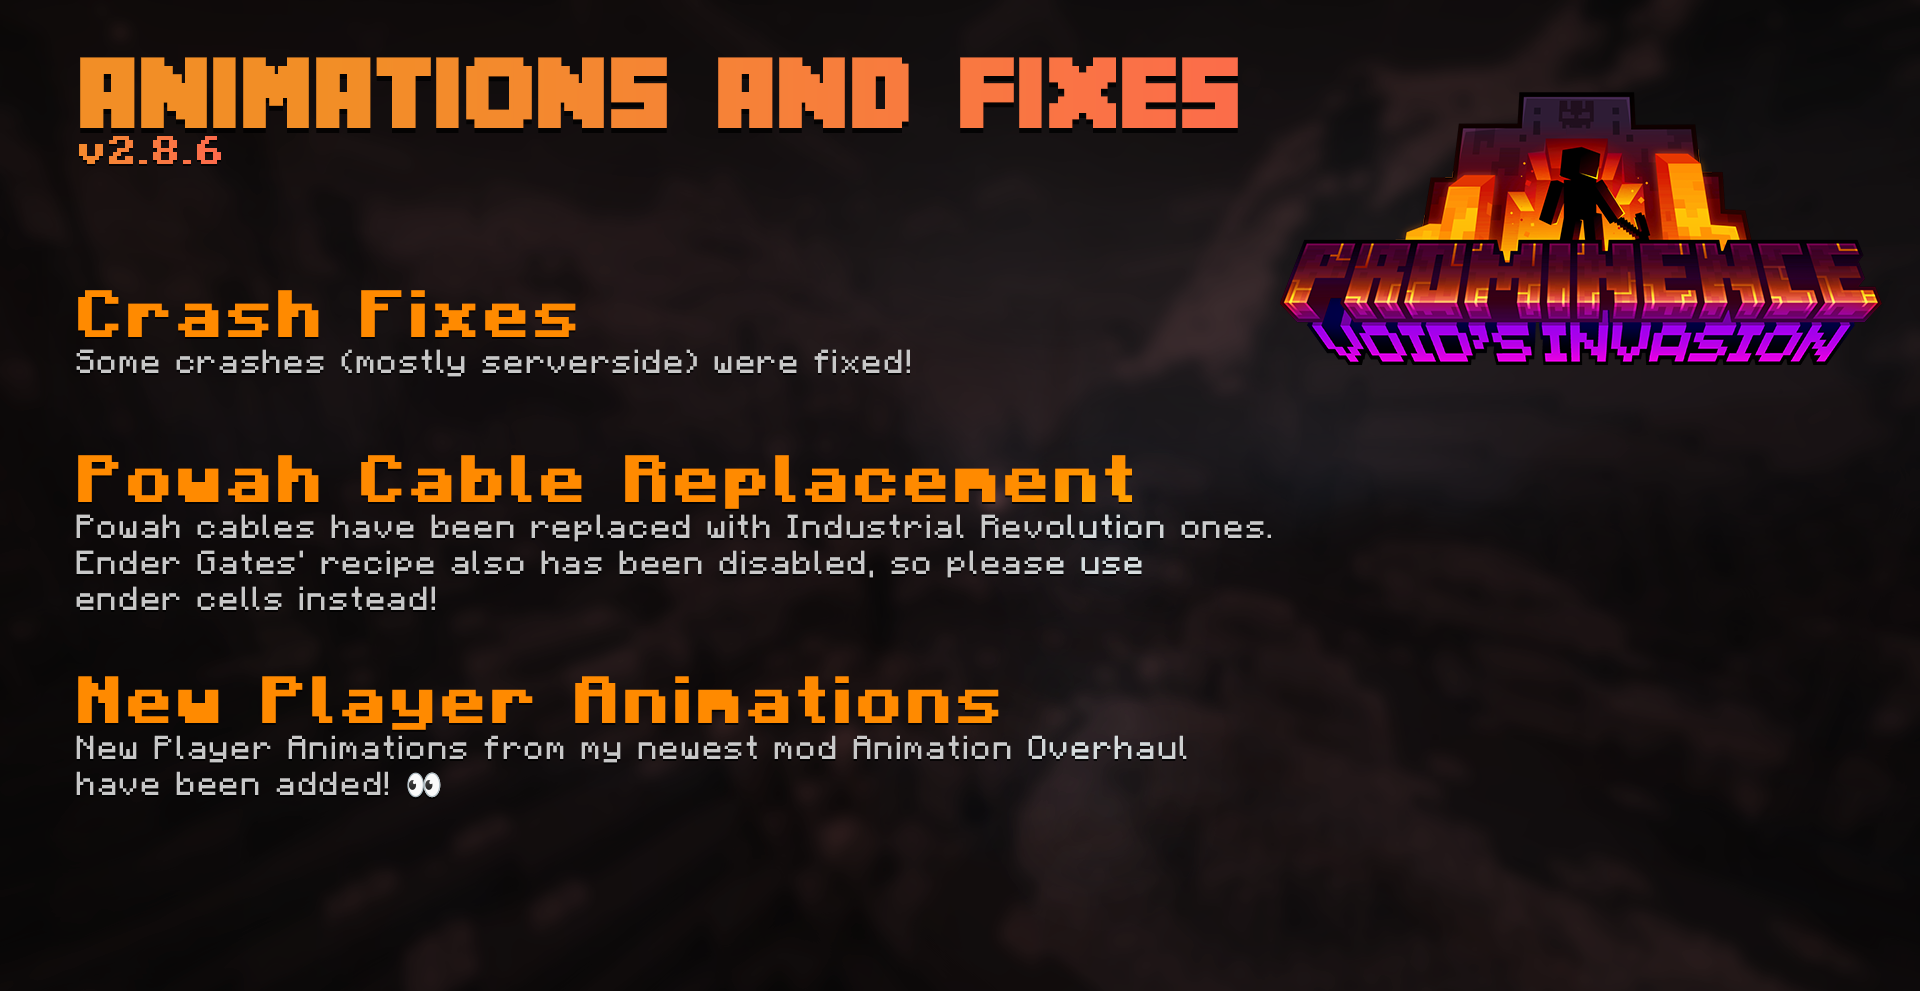 ANIMATIONS AND FIXES
v2.8.6
PROMINENCE
VOID'S INVASION
Crash Fixes
Some crashes (mostly serverside) were fixed!
Powah Cable Replacement
Powah cables have been replaced with Industrial Revolution ones.
Ender Gates' recipe also has been disabled, so please use
ender cells instead!
New Player Animations
New Player Animations from my newest mod Animation Overhaul
have been added! 👀